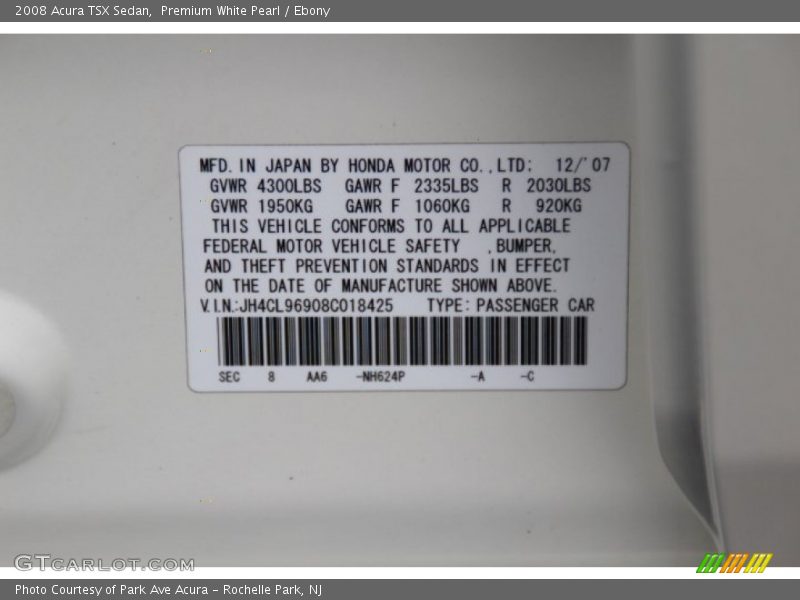 2008 Acura TSX Sedan,  Premium White Pearl / Ebony
MFD. IN JAPAN BY HONDA MOTOR CO.,LTD: 12/'07
GVWR 4300LBS GAWR F 2335LBS R 2030LBS
GVWR 1950KG GAWR F 1060KG R 920KG
THIS VEHICLE CONFORMS TO ALL APPLICABLE
FEDERAL MOTOR VEHICLE SAFETY ,BUMPER,
AND THEFT PREVENTION STANDARDS IN EFFECT
ON THE DATE OF MANUFACTURE SHOWN ABOVE.
V.I.N.:JH4CL96908C018425 TYPE: PASSENGER CAR
SEC 8 AA6 -NH624P -A -C
GTCARLOT.COM
Photo Courtesy of Park Ave Acura - Rochelle Park, NJ